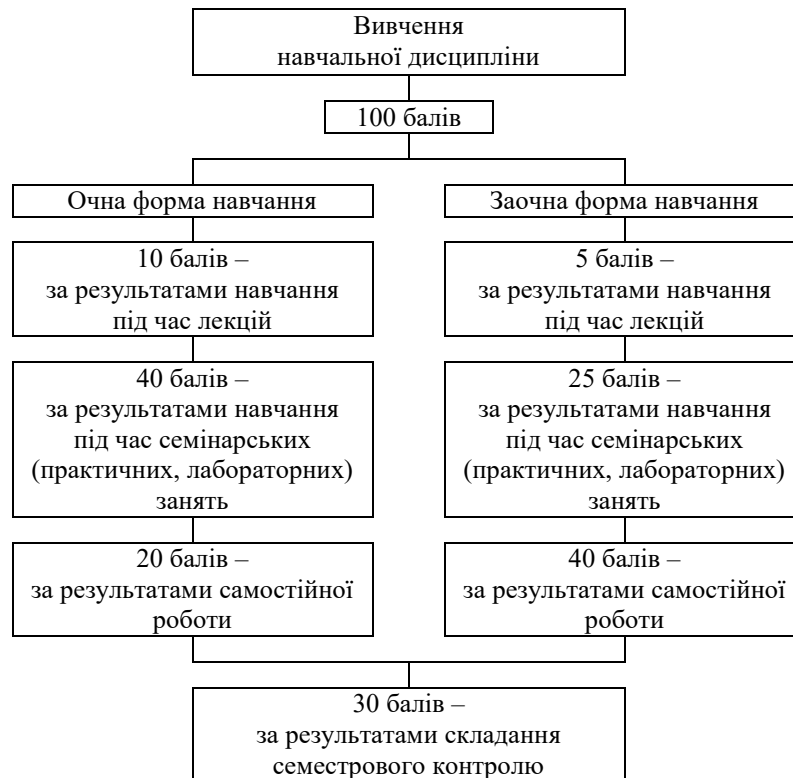 Вивчення
навчальної дисципліни
100 балів
Очна форма навчання
10 балів –
за результатами навчання
під час лекцій
40 балів –
за результатами навчання
під час семінарських
(практичних, лабораторних)
занять
20 балів –
за результатами самостійної
роботи
Заочна форма навчання
5 балів –
за результатами навчання
під час лекцій
25 балів –
за результатами навчання
під час семінарських
(практичних, лабораторних)
занять
40 балів –
за результатами самостійної
роботи
30 балів –
за результатами складання
семестрового контролю